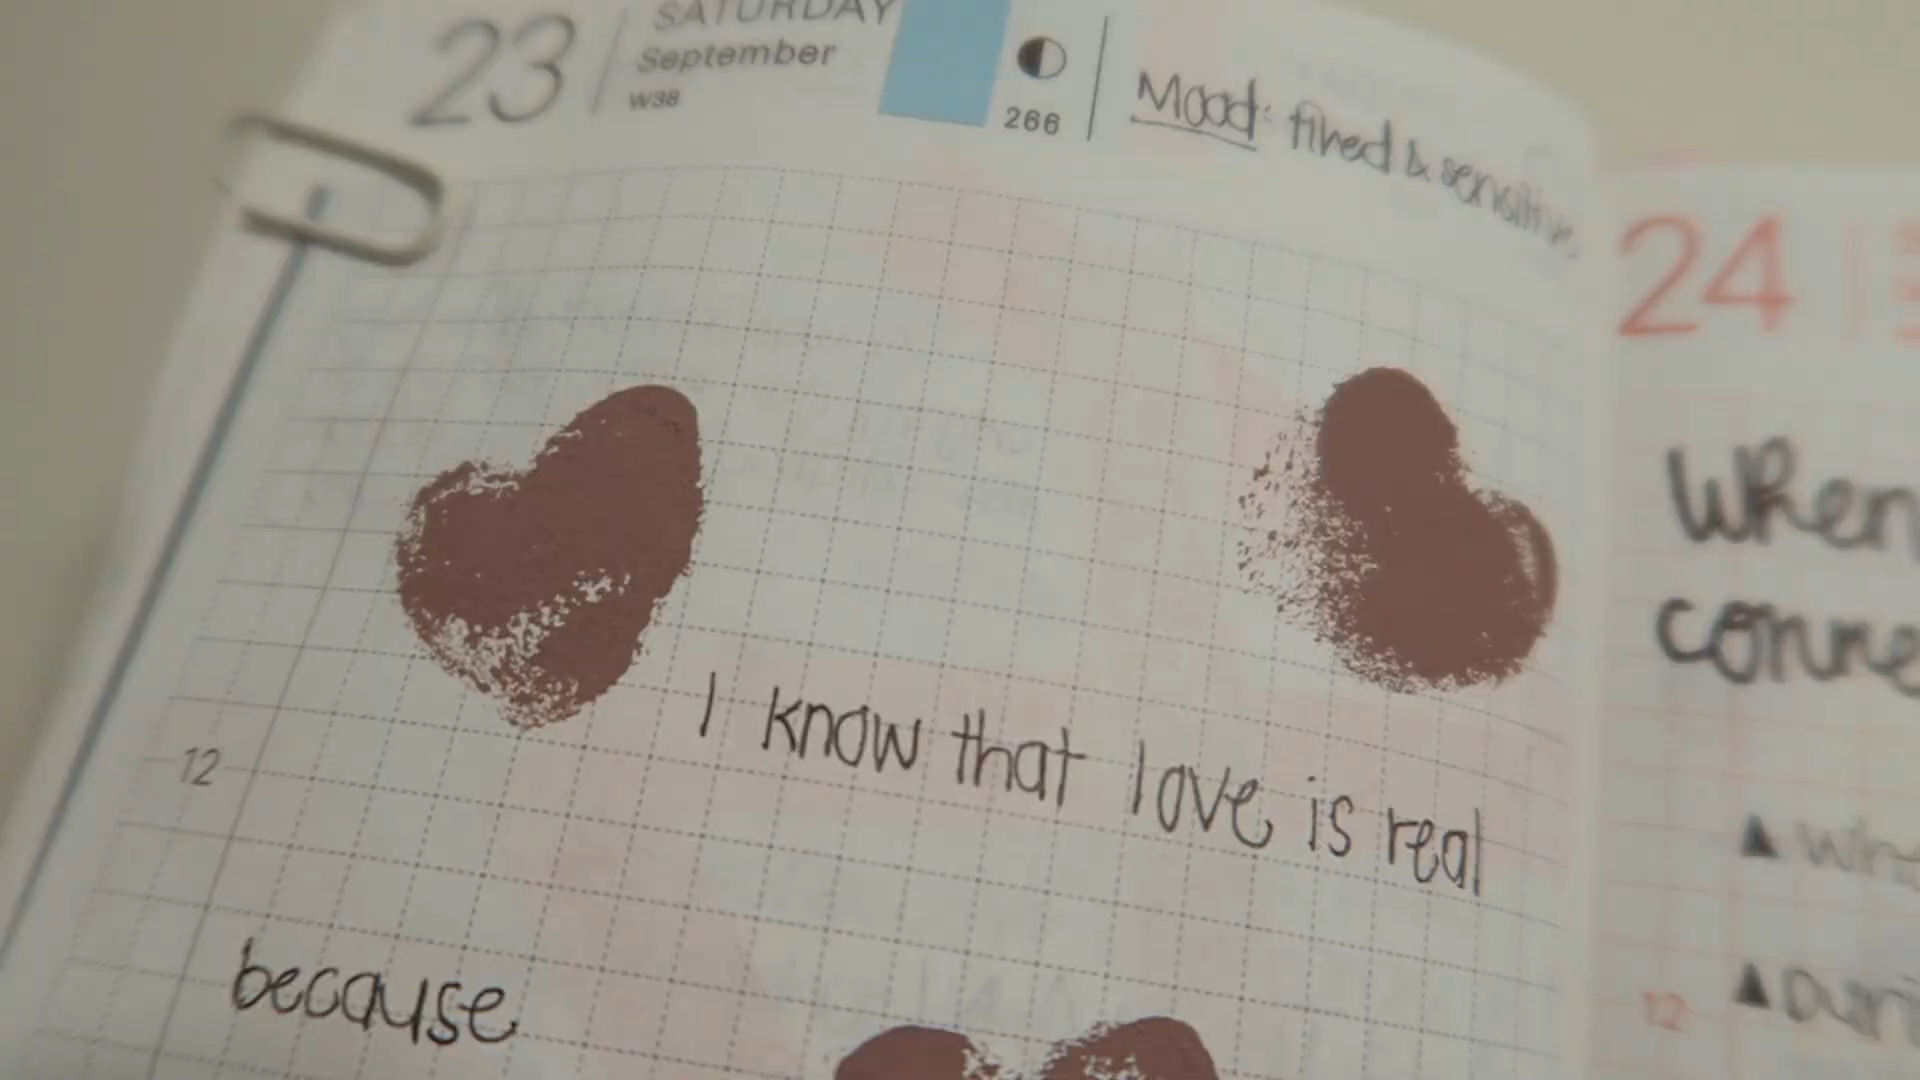 23
SATURDAY
September
W38
266
Mood: tired & sensitive
I know that love is real
12
because
24
When
conne
12